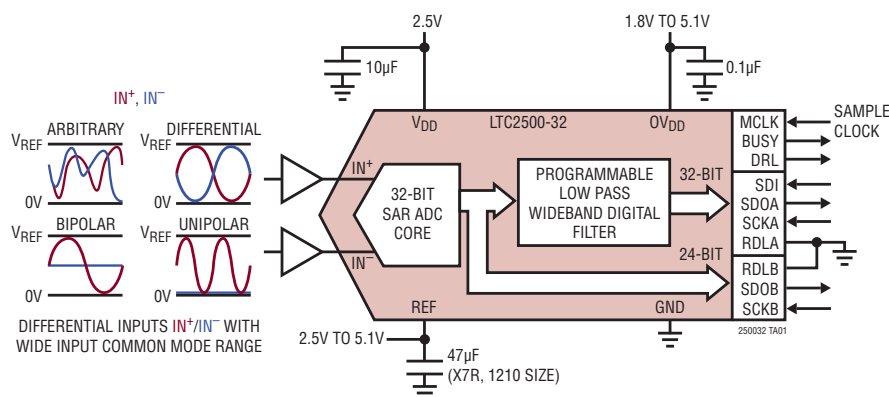 2.5V
1.8V TO 5.1V
10µF
0.1µF
IN+, IN−
ARBITRARY
DIFFERENTIAL
VREF
0V
VREF
0V
BIPOLAR
UNIPOLAR
VREF
0V
VREF
0V
DIFFERENTIAL INPUTS IN+/IN− WITH
WIDE INPUT COMMON MODE RANGE
VDD
LTC2500-32
OVDD
IN+
IN−
32-BIT
SAR ADC
CORE
PROGRAMMABLE
LOW PASS
WIDEBAND DIGITAL
FILTER
32-BIT
24-BIT
REF
GND
MCLK
BUSY
DRL
SDI
SDOA
SCKA
RDLA
RDLB
SDOB
SCKB
SAMPLE
CLOCK
250032 TA01
2.5V TO 5.1V
47µF
(X7R, 1210 SIZE)